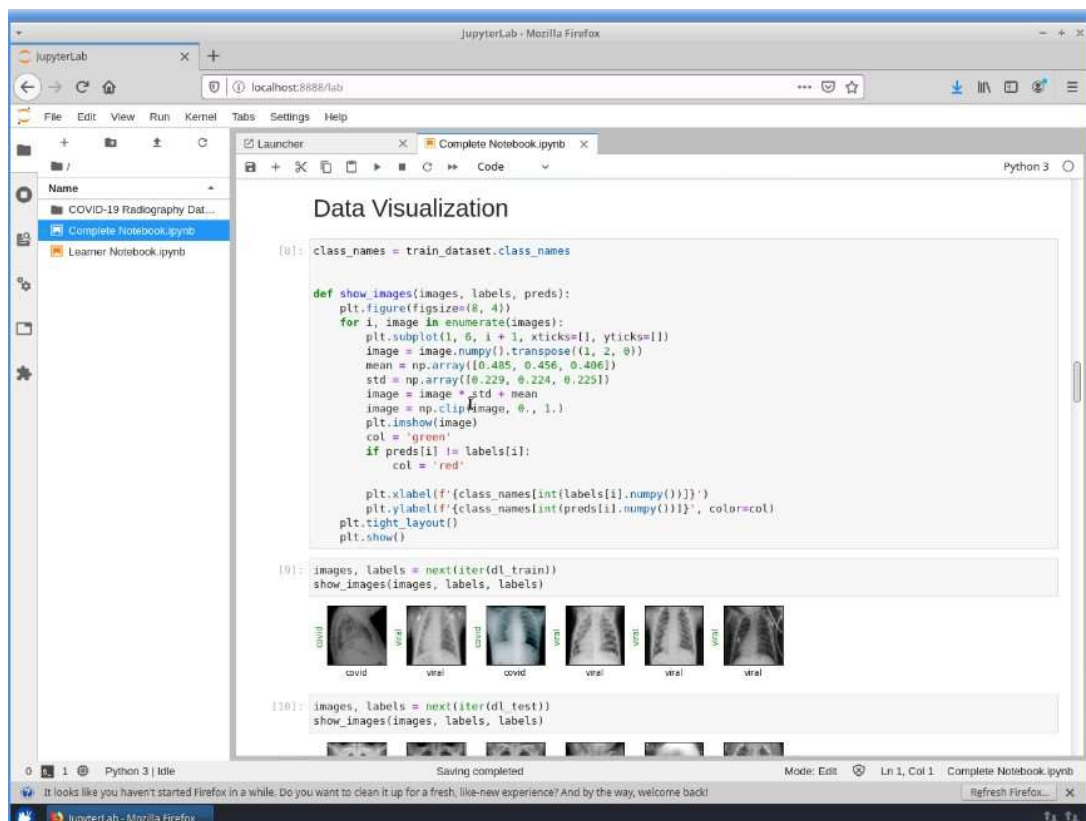 JupyterLab - Mozilla Firefox
JupyterLab
localhost:8888/lab
File Edit View Run Kernel Tabs Settings Help
Launcher
Complete Notebook.ipynb
/
Code
Python 3
Name
COVID-19 Radiography Dat...
Complete Notebook.ipynb
Learner Notebook.ipynb
Data Visualization
[8]: class_names = train_dataset.class_names
def show_images(images, labels, preds):
    plt.figure(figsize=(8, 4))
    for i, image in enumerate(images):
        plt.subplot(1, 6, i + 1, xticks=[], yticks=[])
        image = image.numpy().transpose((1, 2, 0))
        mean = np.array([0.485, 0.456, 0.406])
        std = np.array([0.229, 0.224, 0.225])
        image = image * std + mean
        image = np.clip(image, 0., 1.)
        plt.imshow(image)
        col = 'green'
        if preds[i] != labels[i]:
            col = 'red'
        plt.xlabel(f'{class_names[int(labels[i].numpy())]}')
        plt.ylabel(f'{class_names[int(preds[i].numpy())]}', color=col)
    plt.tight_layout()
    plt.show()
[9]: images, labels = next(iter(dl_train))
show_images(images, labels, labels)
covid viral covid viral viral viral
covid viral covid viral viral viral
[10]: images, labels = next(iter(dl_test))
show_images(images, labels, labels)
0 1 Python 3 | Idle
Saving completed
Mode: Edit
Ln 1, Col 1
Complete Notebook.ipynb
It looks like you haven't started Firefox in a while. Do you want to clean it up for a fresh, like-new experience? And by the way, welcome back!
Refresh Firefox...
JupyterLab - Mozilla Firefox